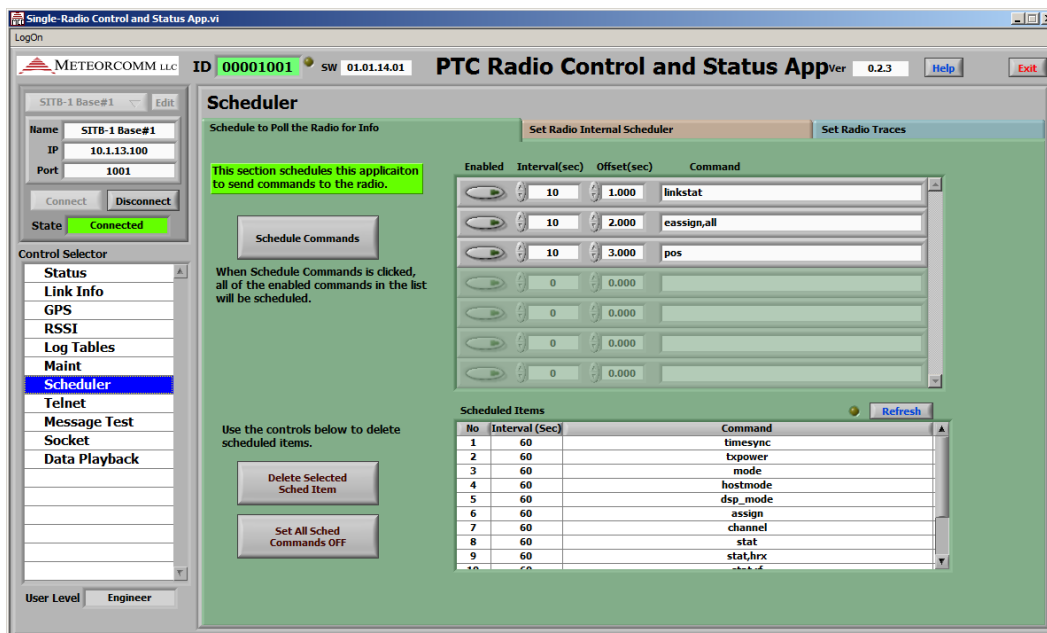 Single-Radio Control and Status App.vi
LogOn
METEORCOMM LLC ID 00001001 SW 01.01.14.01 PTC Radio Control and Status App Ver 0.2.3 Help Exit
SITB-1 Base#1 Edit
Name SITB-1 Base#1
IP 10.1.13.100
Port 1001
Connect Disconnect
State Connected
Control Selector
Status
Link Info
GPS
RSSI
Log Tables
Maint
Scheduler
Telnet
Message Test
Socket
Data Playback
User Level Engineer
Scheduler
Schedule to Poll the Radio for Info Set Radio Internal Scheduler Set Radio Traces
This section schedules this applicaiton
to send commands to the radio.
Schedule Commands
When Schedule Commands is clicked,
all of the enabled commands in the list
will be scheduled.
Enabled Interval(sec) Offset(sec) Command
10 1.000 linkstat
10 2.000 eassign,all
10 3.000 pos
0 0.000
0 0.000
0 0.000
0 0.000
Use the controls below to delete
scheduled items.
Delete Selected
Sched Item
Set All Sched
Commands OFF
Scheduled Items Refresh
No Interval (Sec) Command
1 60 timesync
2 60 txpower
3 60 mode
4 60 hostmode
5 60 dsp_mode
6 60 assign
7 60 channel
8 60 stat
9 60 stat,hrx
10 60